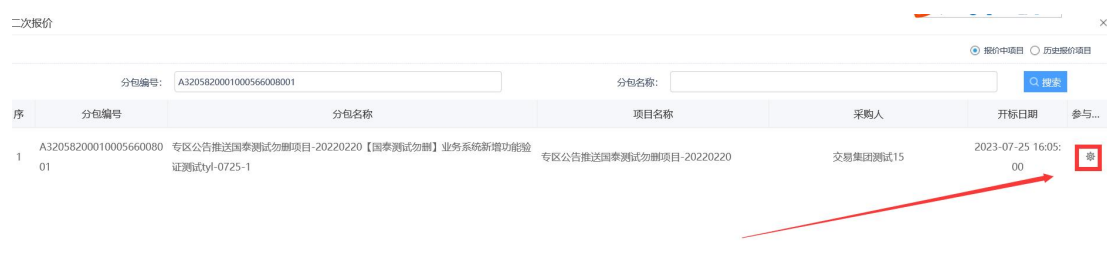 二次报价
×
报价中项目 历史报价项目
分包编号: A3205820001000566008001 分包名称: 搜索
序 分包编号 分包名称 项目名称 采购人 开标日期 参与...
1 A32058200010005660080 专区公告推送国泰测试勿删项目-20220220【国泰测试勿删】业务系统新增功能验 专区公告推送国泰测试勿删项目-20220220 交易集团测试15 2023-07-25 16:05:
01 证测试tyl-0725-1 00